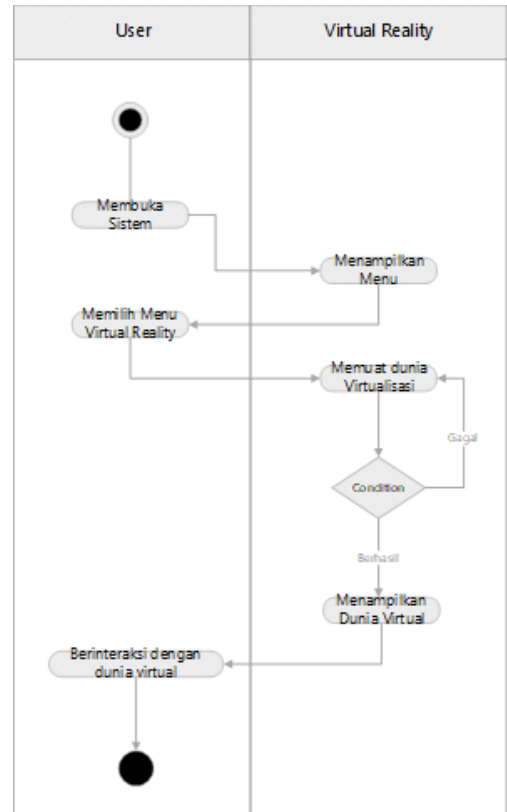 User
Virtual Reality
Membuka
Sistem
Menampilkan
Menu
Memilih Menu
Virtual Reality
Memuat dunia
Virtualisasi
Gagal
Condition
Berhasil
Menampilkan
Dunia Virtual
Berinteraksi dengan
dunia virtual